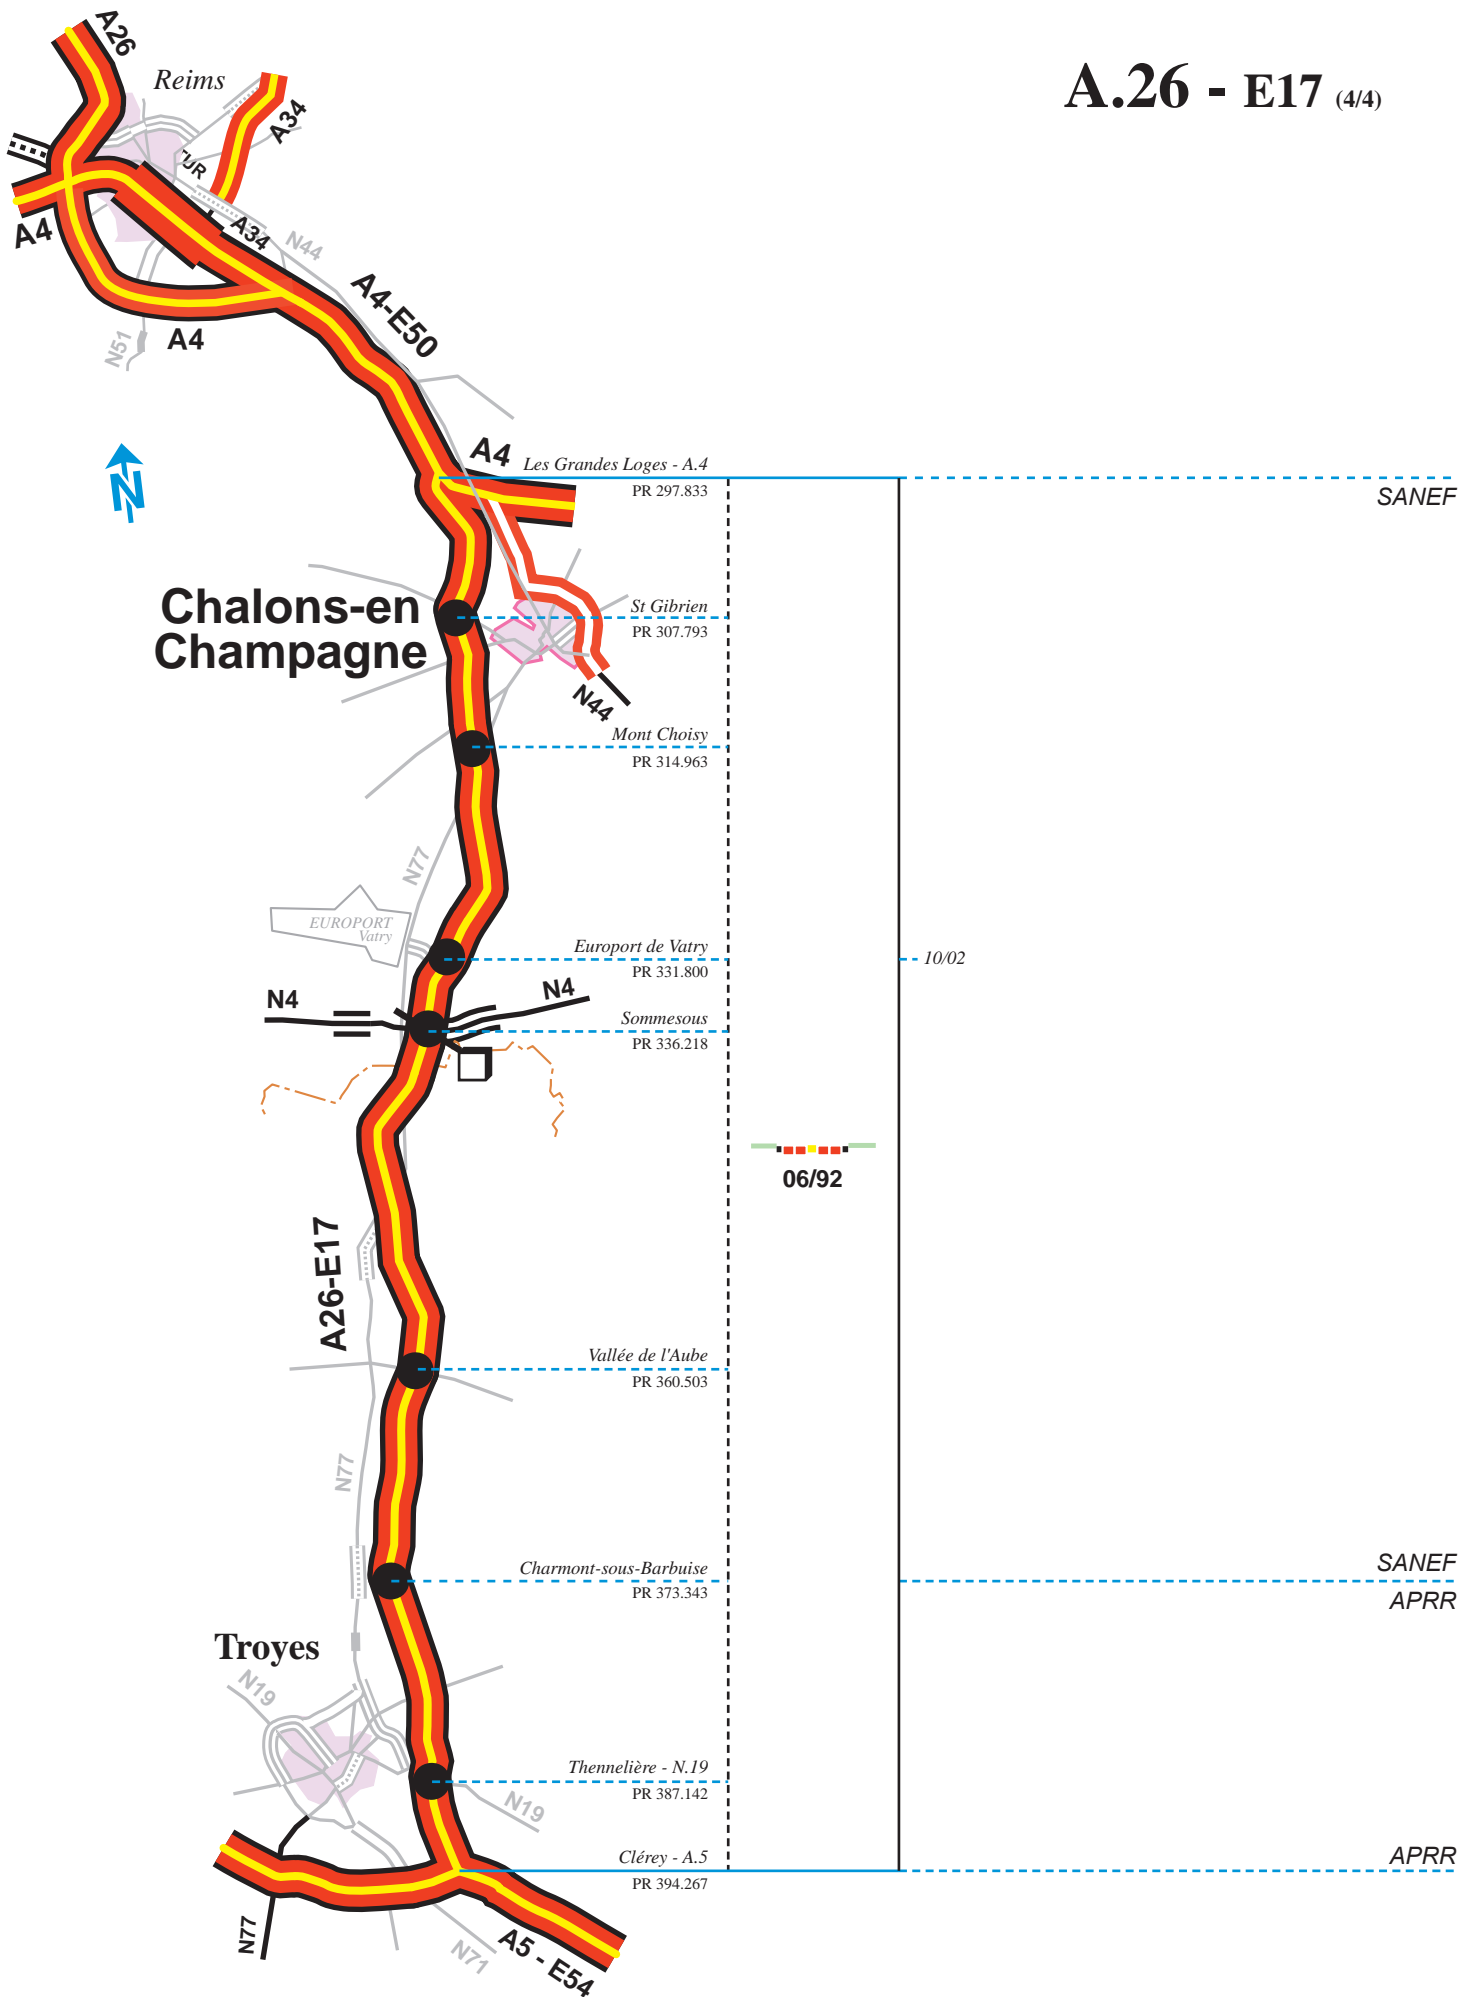 A26
Reims
A.26 - E17 (4/4)
A34
A4
A34
N44
A4-E50
N51
A4
N
A4
Les Grandes Loges - A.4
PR 297.833
SANEF
Chalons-en
Champagne
St Gibrien
PR 307.793
N44
Mont Choisy
PR 314.963
N77
EUROPORT
Vatry
Europort de Vatry
PR 331.800
10/02
N4
N4
Sommesous
PR 336.218
06/92
A26-E17
Vallée de l'Aube
PR 360.503
N77
Charmont-sous-Barbuise
PR 373.343
SANEF
APRR
Troyes
N19
Thennelière - N.19
PR 387.142
N19
Clérey - A.5
PR 394.267
APRR
N77
N71
A5 - E54